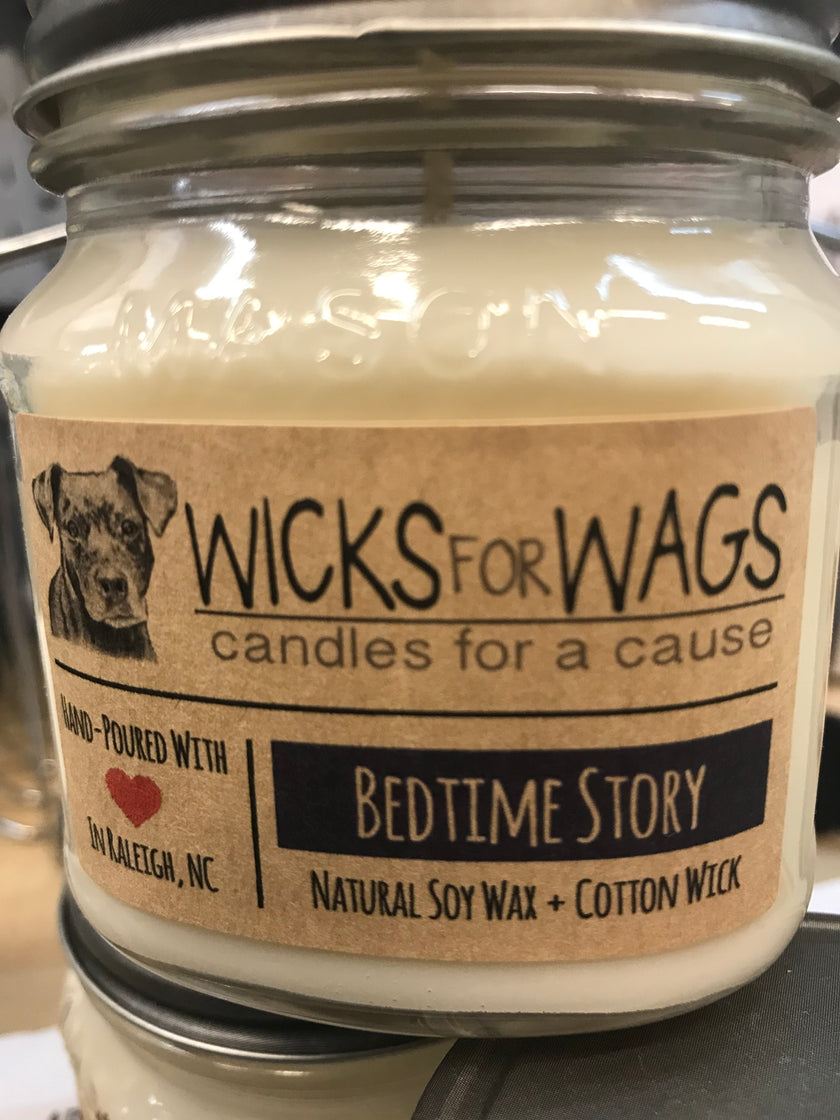 MASON
WICKS FOR WAGS
candles for a cause
HAND-POURED WITH
IN RALEIGH, NC
BEDTIME STORY
NATURAL SOY WAX + COTTON WICK